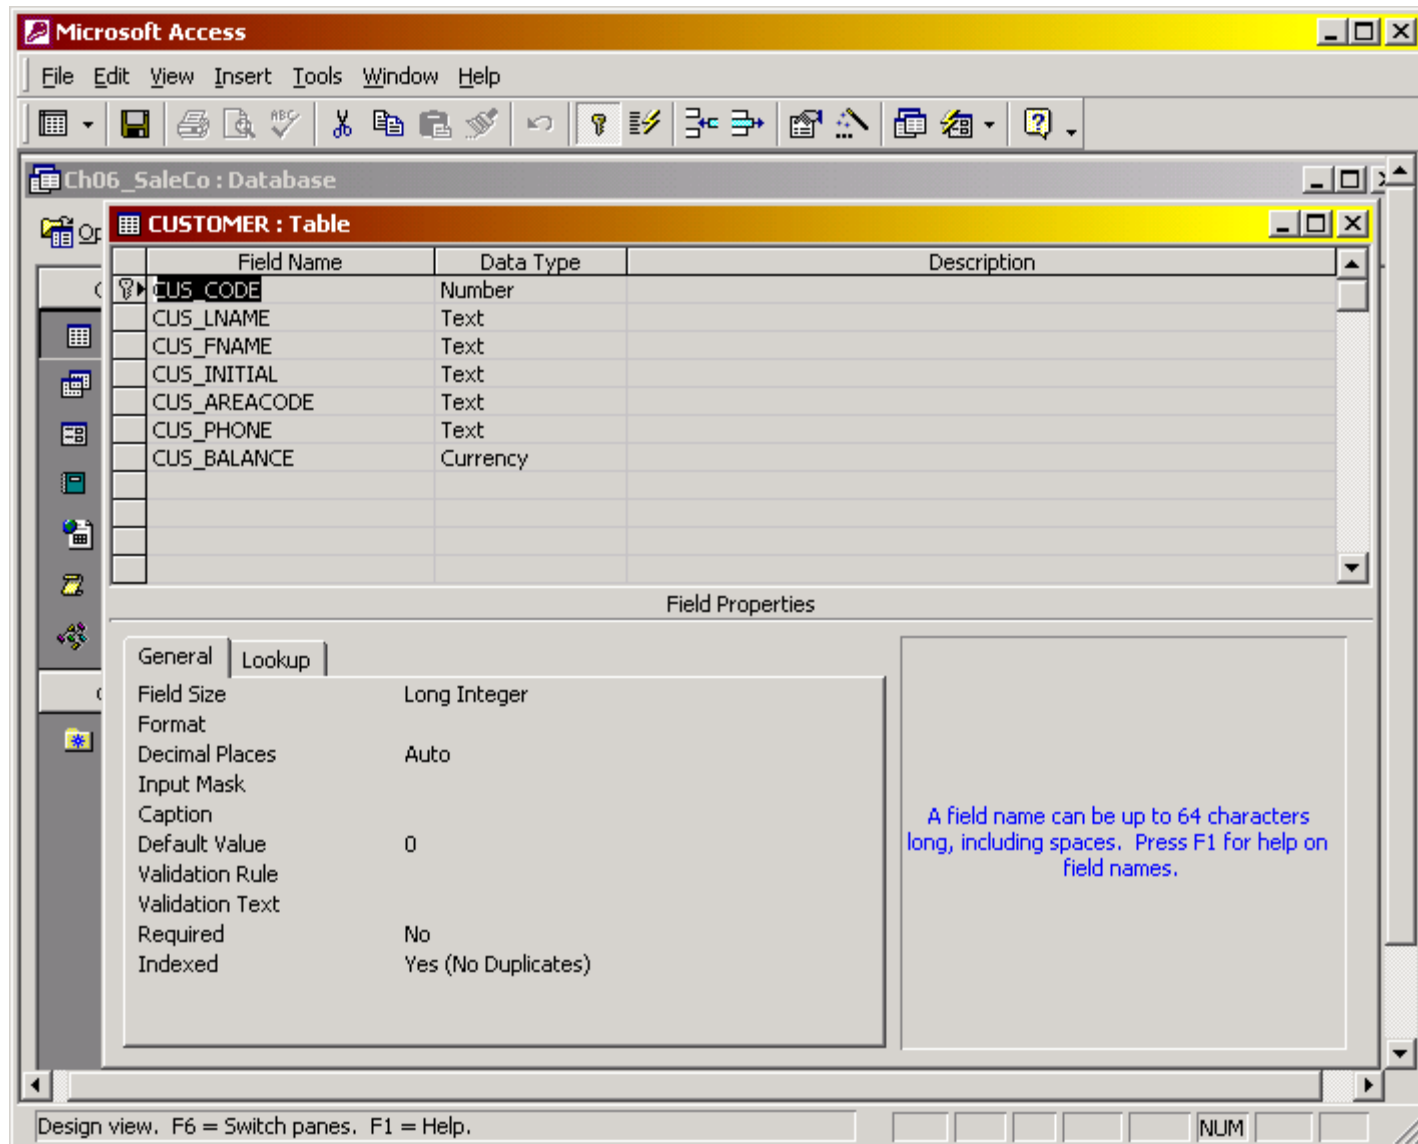 Microsoft Access
File Edit View Insert Tools Window Help
ABC
Ch06_SaleCo : Database
Op
CUSTOMER : Table
Field Name Data Type Description
CUS_CODE Number
CUS_LNAME Text
CUS_FNAME Text
CUS_INITIAL Text
CUS_AREACODE Text
CUS_PHONE Text
CUS_BALANCE Currency
Field Properties
General Lookup
Field Size Long Integer
Format
Decimal Places Auto
Input Mask
Caption
Default Value 0
Validation Rule
Validation Text
Required No
Indexed Yes (No Duplicates)
A field name can be up to 64 characters
long, including spaces. Press F1 for help on
field names.
Design view. F6 = Switch panes. F1 = Help.
NUM